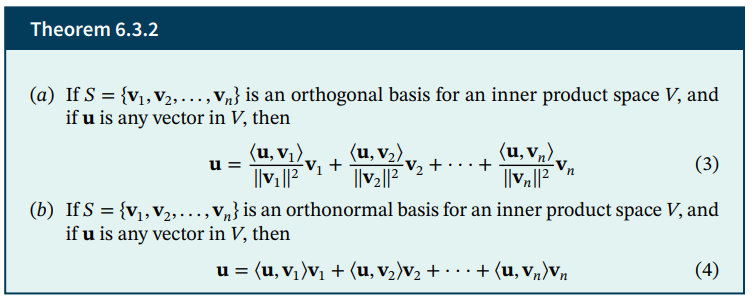 Theorem 6.3.2
(a) If S = {v₁, v₂, . . . , vₙ} is an orthogonal basis for an inner product space V, and
if u is any vector in V, then
u = ⟨u, v₁⟩/||v₁||² v₁ + ⟨u, v₂⟩/||v₂||² v₂ + · · · + ⟨u, vₙ⟩/||vₙ||² vₙ (3)
(b) If S = {v₁, v₂, . . . , vₙ} is an orthonormal basis for an inner product space V, and
if u is any vector in V, then
u = ⟨u, v₁⟩v₁ + ⟨u, v₂⟩v₂ + · · · + ⟨u, vₙ⟩vₙ (4)